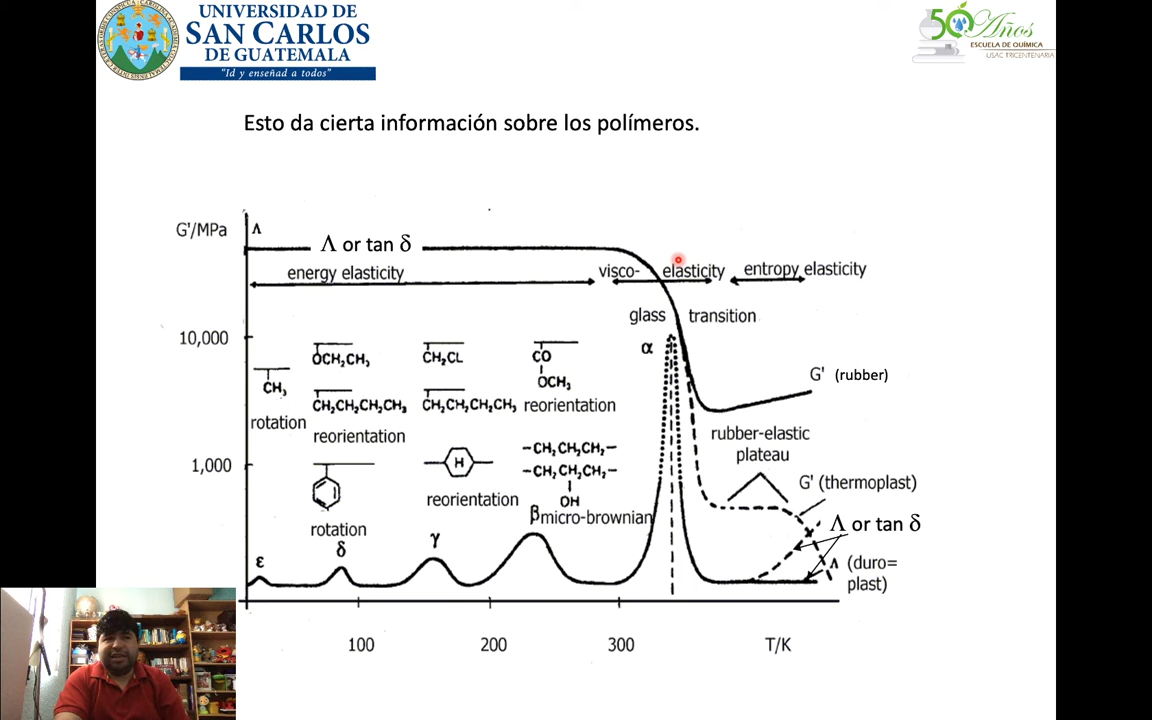 UNIVERSIDAD DE
SAN CARLOS
DE GUATEMALA
"Id y enseñad a todos"
50 Años
ESCUELA DE QUÍMICA
USAC TRICENTENARIA
Esto da cierta información sobre los polímeros.
G'/MPa
Λ
Λ or tan δ
energy elasticity
visco- elasticity
entropy elasticity
glass transition
10,000
α
CH₃
rotation
OCH₂CH₃
CH₂CH₂CH₂CH₃
reorientation
CH₂CL
CH₂CH₂CH₂CH₃
CO
OCH₃
reorientation
G' (rubber)
rubber-elastic
plateau
1,000
rotation
H
reorientation
-CH₂CH₂CH₂-
-CH₂CH₂CH₂-
OH
βmicro-brownian
G' (thermoplast)
Λ or tan δ
Λ (duro=
plast)
ε
δ
γ
100
200
300
T/K